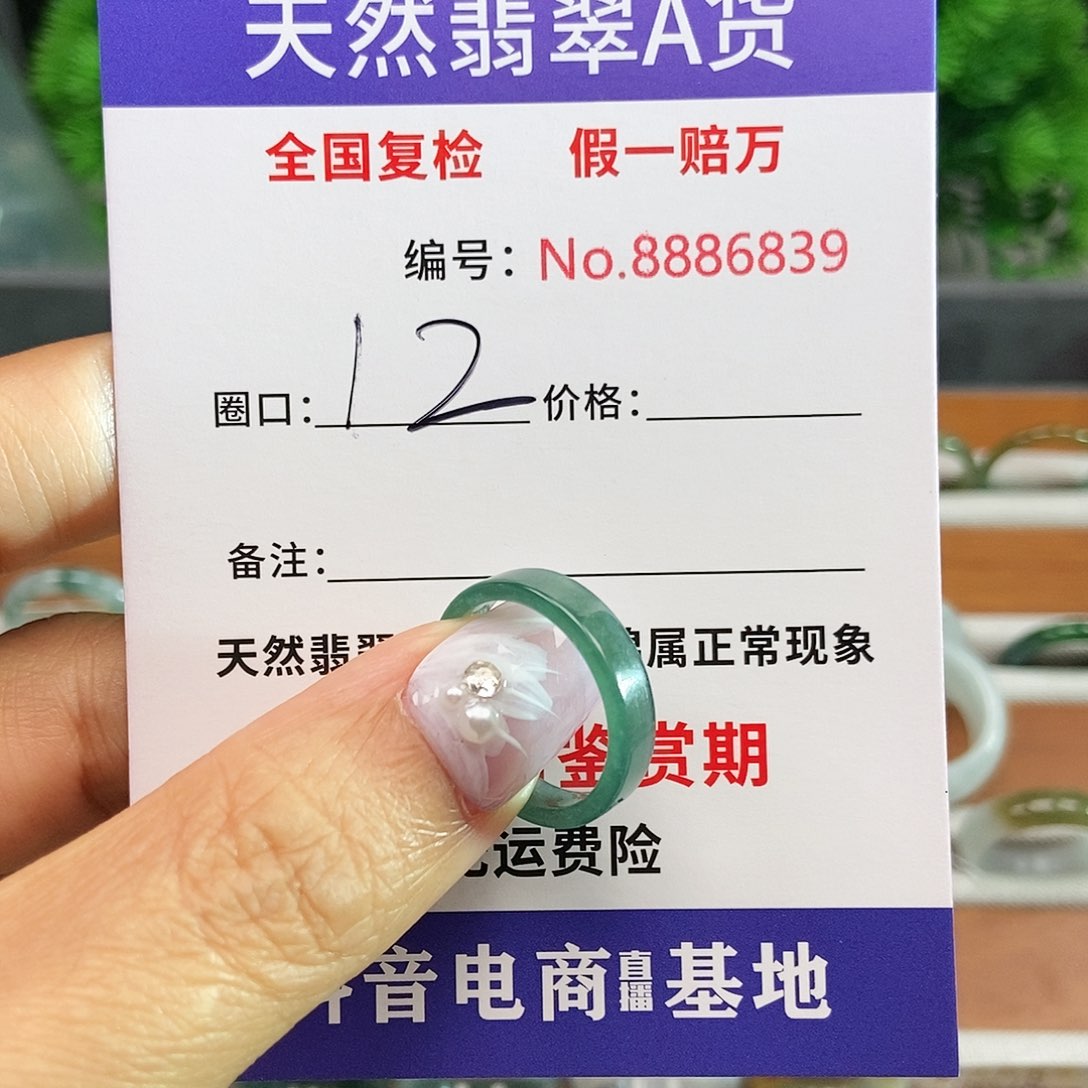 天然翡翠A货
全国复检 假一赔万
编号：No.8886839
圈口：12 价格：
备注：
天然翡 属正常现象
鉴赏期
运费险
音电商直播基地